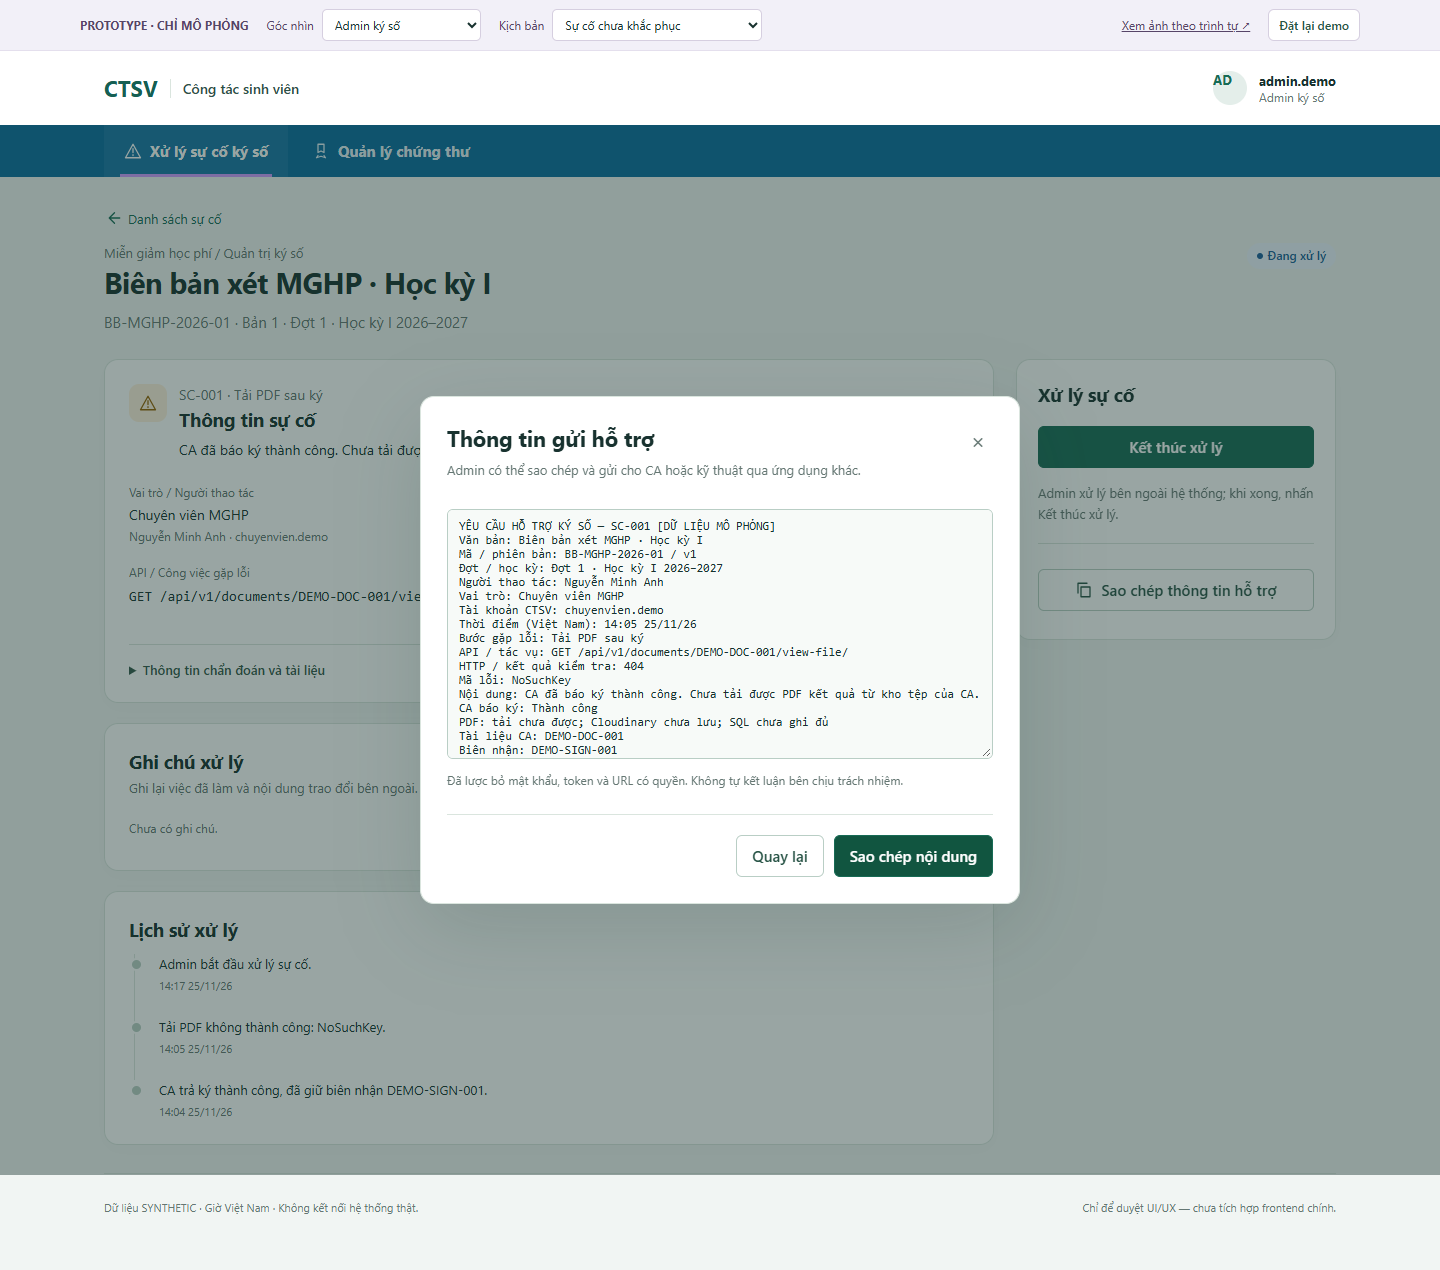 PROTOTYPE · CHỈ MÔ PHỎNG
Góc nhìn
Admin ký số
Kịch bản
Sự cố chưa khắc phục
Xem ảnh theo trình tự ↗
Đặt lại demo
CTSV
Công tác sinh viên
AD
admin.demo
Admin ký số
Xử lý sự cố ký số
Quản lý chứng thư
Danh sách sự cố
Miễn giảm học phí / Quản trị ký số
Biên bản xét MGHP · Học kỳ I
BB-MGHP-2026-01 · Bản 1 · Đợt 1 · Học kỳ I 2026–2027
Đang xử lý
SC-001 · Tải PDF sau ký
Thông tin sự cố
CA đã báo ký thành công. Chưa tải đượ
Vai trò / Người thao tác
Chuyên viên MGHP
Nguyễn Minh Anh · chuyenvien.demo
API / Công việc gặp lỗi
GET /api/v1/documents/DEMO-DOC-001/vie
Thông tin chẩn đoán và tài liệu
Xử lý sự cố
Kết thúc xử lý
Admin xử lý bên ngoài hệ thống; khi xong, nhấn
Kết thúc xử lý.
Sao chép thông tin hỗ trợ
Thông tin gửi hỗ trợ
×
Admin có thể sao chép và gửi cho CA hoặc kỹ thuật qua ứng dụng khác.
YÊU CẦU HỖ TRỢ KÝ SỐ — SC-001 [DỮ LIỆU MÔ PHỎNG]
Văn bản: Biên bản xét MGHP · Học kỳ I
Mã / phiên bản: BB-MGHP-2026-01 / v1
Đợt / học kỳ: Đợt 1 · Học kỳ I 2026–2027
Người thao tác: Nguyễn Minh Anh
Vai trò: Chuyên viên MGHP
Tài khoản CTSV: chuyenvien.demo
Thời điểm (Việt Nam): 14:05 25/11/26
Bước gặp lỗi: Tải PDF sau ký
API / tác vụ: GET /api/v1/documents/DEMO-DOC-001/view-file/
HTTP / kết quả kiểm tra: 404
Mã lỗi: NoSuchKey
Nội dung: CA đã báo ký thành công. Chưa tải được PDF kết quả từ kho tệp của CA.
CA báo ký: Thành công
PDF: tải chưa được; Cloudinary chưa lưu; SQL chưa ghi đủ
Tài liệu CA: DEMO-DOC-001
Biên nhận: DEMO-SIGN-001
Đã lược bỏ mật khẩu, token và URL có quyền. Không tự kết luận bên chịu trách nhiệm.
Quay lại
Sao chép nội dung
Ghi chú xử lý
Ghi lại việc đã làm và nội dung trao đổi bên ngoài.
Chưa có ghi chú.
Lịch sử xử lý
Admin bắt đầu xử lý sự cố.
14:17 25/11/26
Tải PDF không thành công: NoSuchKey.
14:05 25/11/26
CA trả ký thành công, đã giữ biên nhận DEMO-SIGN-001.
14:04 25/11/26
Dữ liệu SYNTHETIC · Giờ Việt Nam · Không kết nối hệ thống thật.
Chỉ để duyệt UI/UX — chưa tích hợp frontend chính.